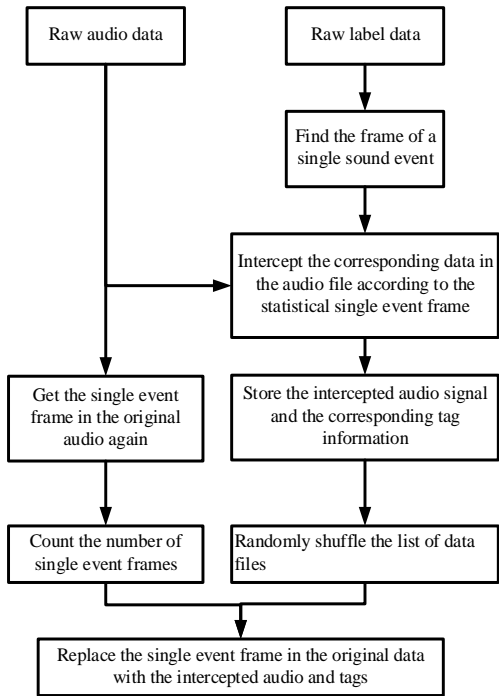 Raw audio data
Raw label data
Find the frame of a
single sound event
Intercept the corresponding data in
the audio file according to the
statistical single event frame
Get the single event
frame in the original
audio again
Store the intercepted audio signal
and the corresponding tag
information
Count the number of
single event frames
Randomly shuffle the list of data
files
Replace the single event frame in the original data
with the intercepted audio and tags